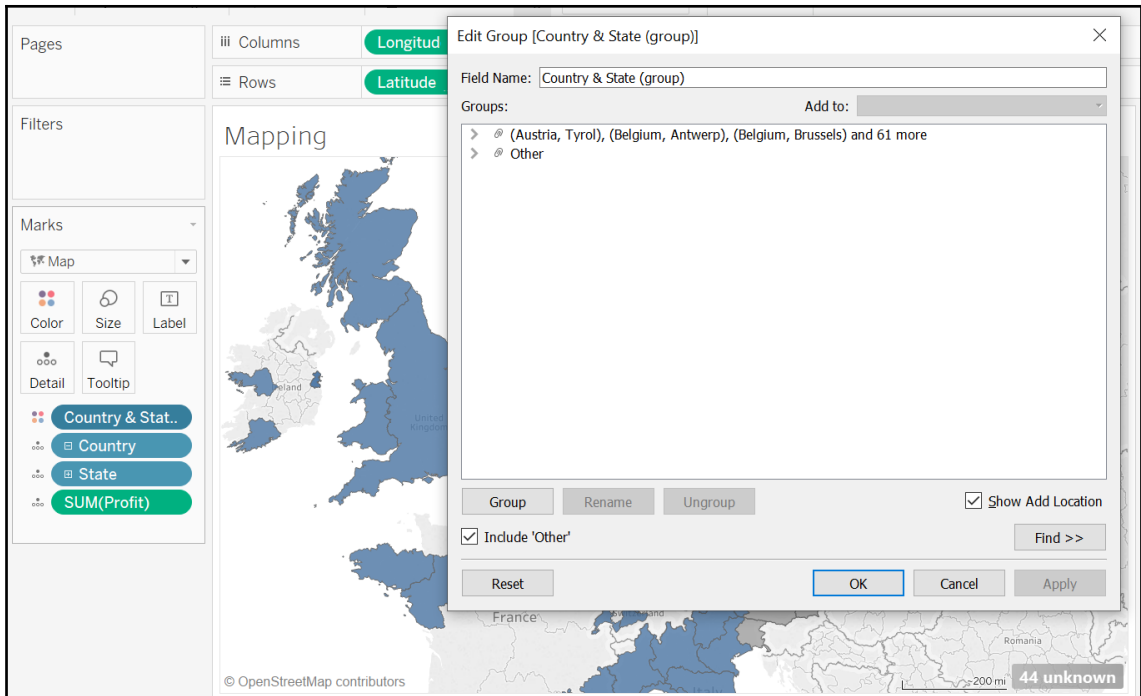 Pages
iii Columns
Longitud
Rows
Latitude
Filters
Mapping
Marks
Map
Color
Size
T
Label
Detail
Tooltip
Country & Stat..
Country
State
SUM(Profit)
Edit Group [Country & State (group)]
Field Name: Country & State (group)
Groups:
Add to:
(Austria, Tyrol), (Belgium, Antwerp), (Belgium, Brussels) and 61 more
Other
Group
Rename
Ungroup
Show Add Location
Include 'Other'
Find >>
Reset
OK
Cancel
Apply
United
Kingdom
France
Romania
Italy
© OpenStreetMap contributors
200 mi
44 unknown